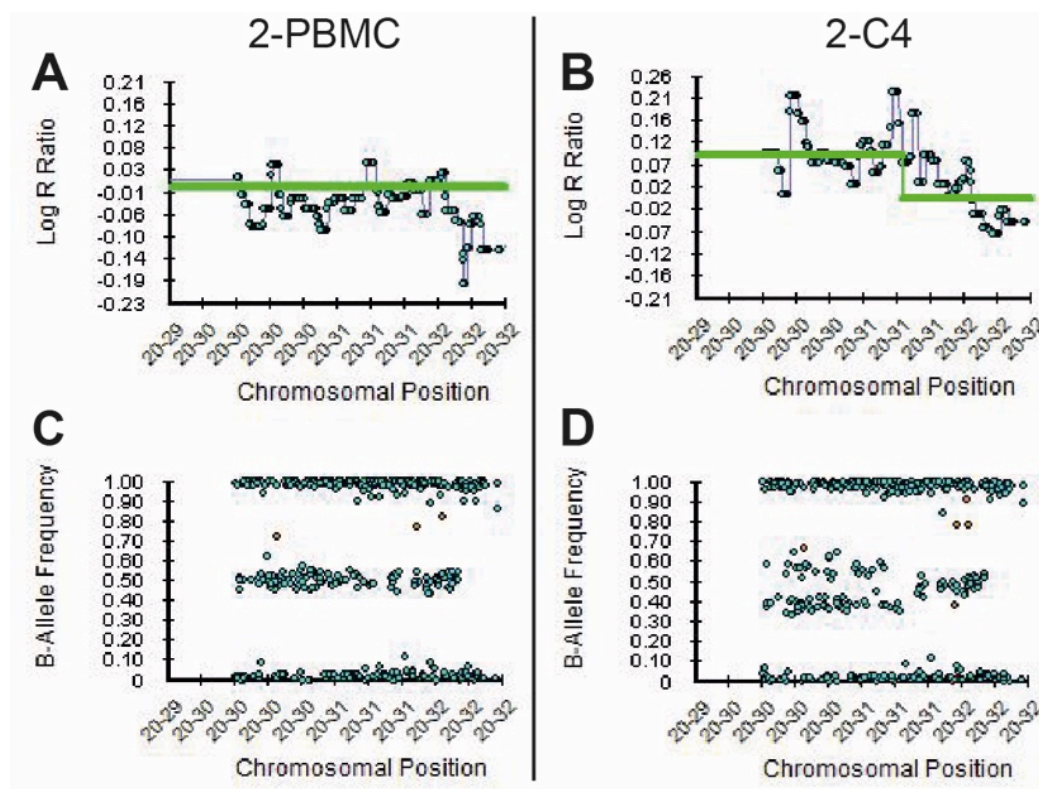 2-PBMC
2-C4
A
Log R Ratio
0.21
0.16
0.12
0.08
0.03
-0.01
-0.06
-0.10
-0.14
-0.19
-0.23
20-29 20-30 20-30 20-30 20-30 20-31 20-31 20-31 20-32 20-32 20-32
Chromosomal Position
B
Log R Ratio
0.26
0.21
0.16
0.12
0.07
0.02
-0.02
-0.07
-0.12
-0.16
-0.21
20-29 20-30 20-30 20-30 20-30 20-31 20-31 20-31 20-32 20-32 20-32
Chromosomal Position
C
B-Allele Frequency
1.00
0.90
0.80
0.70
0.60
0.50
0.40
0.30
0.20
0.10
0
20-29 20-30 20-30 20-30 20-30 20-31 20-31 20-31 20-32 20-32 20-32
Chromosomal Position
D
B-Allele Frequency
1.00
0.90
0.80
0.70
0.60
0.50
0.40
0.30
0.20
0.10
0
20-29 20-30 20-30 20-30 20-30 20-31 20-31 20-31 20-32 20-32 20-32
Chromosomal Position